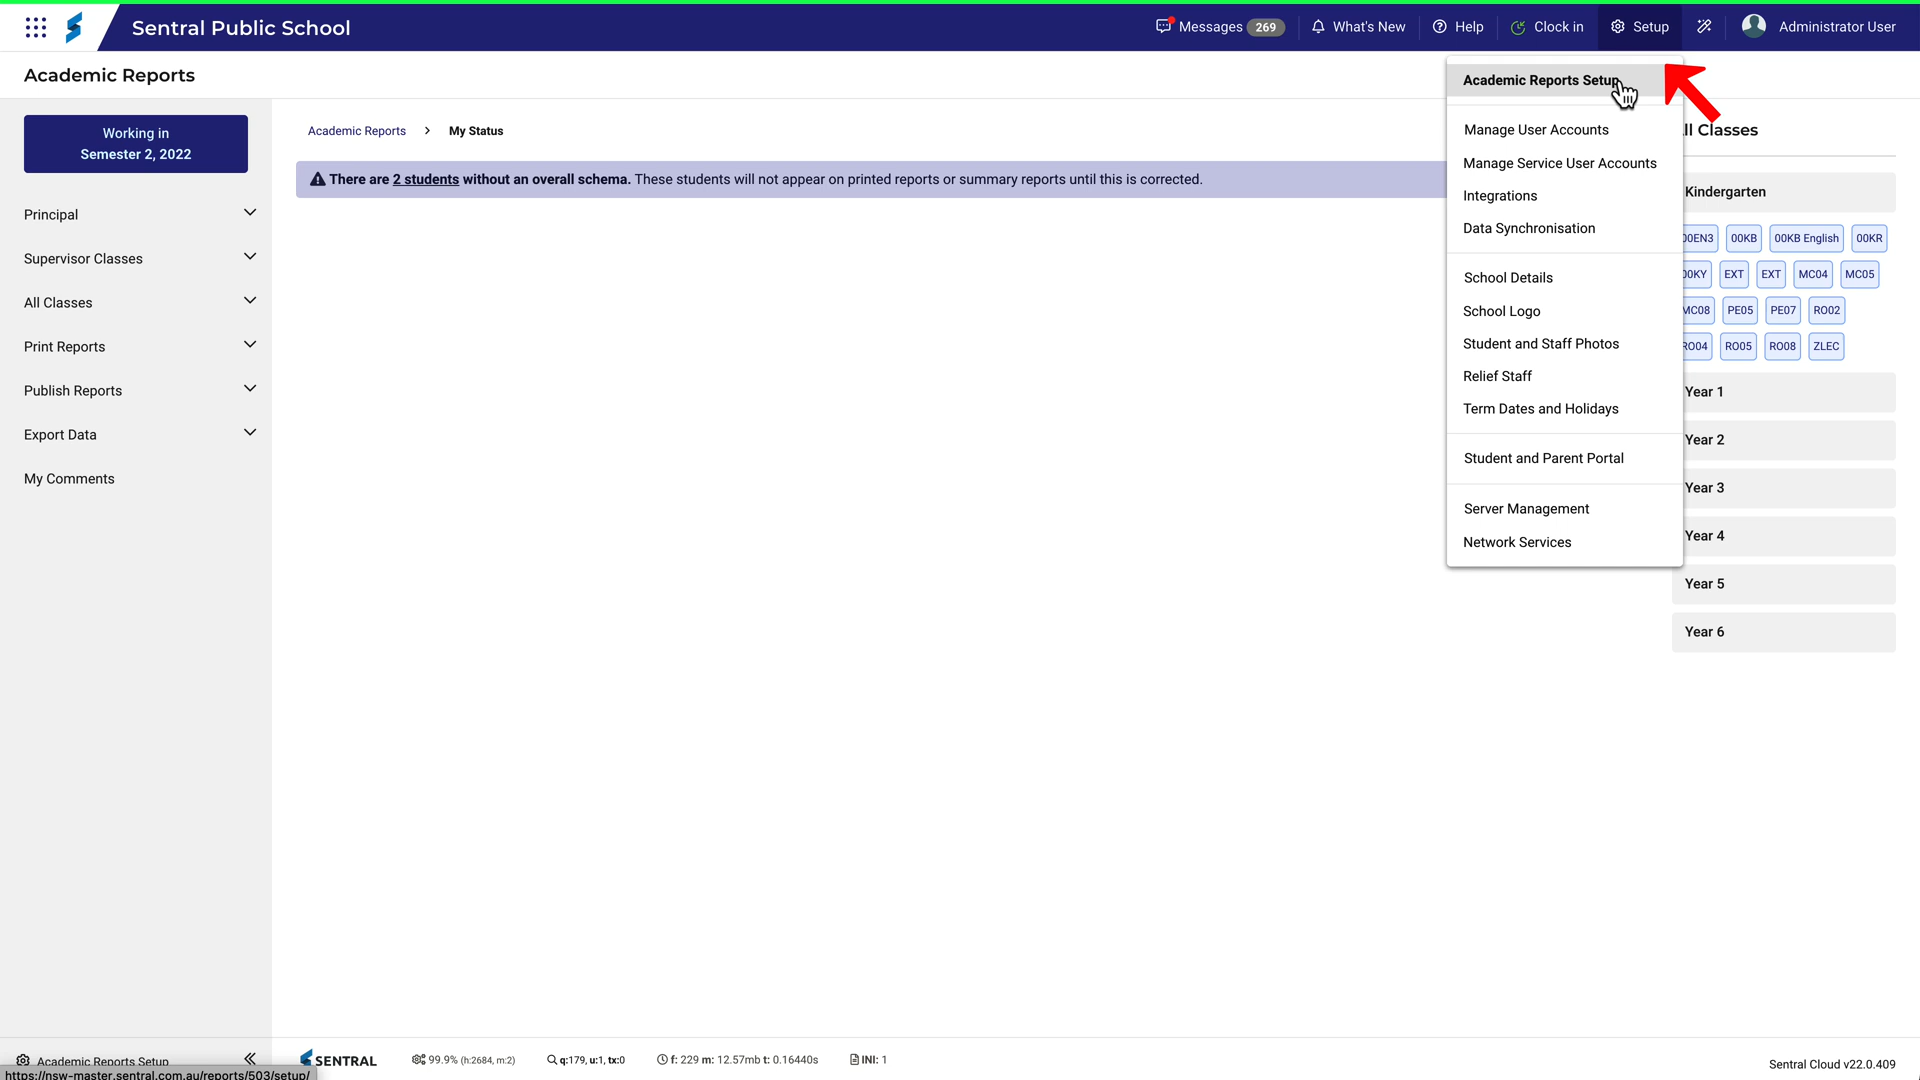 Sentral Public School
Messages 269
What's New
Help
Clock in
Setup
Administrator User
Academic Reports
Working in
Semester 2, 2022
Principal
Supervisor Classes
All Classes
Print Reports
Publish Reports
Export Data
My Comments
Academic Reports > My Status
There are 2 students without an overall schema. These students will not appear on printed reports or summary reports until this is corrected.
Academic Reports Setup
Manage User Accounts
Manage Service User Accounts
Integrations
Data Synchronisation
School Details
School Logo
Student and Staff Photos
Relief Staff
Term Dates and Holidays
Student and Parent Portal
Server Management
Network Services
ll Classes
Kindergarten
00EN3 00KB 00KB English 00KR
00KY EXT EXT MC04 MC05
MC08 PE05 PE07 RO02
RO04 RO05 RO08 ZLEC
Year 1
Year 2
Year 3
Year 4
Year 5
Year 6
Academic Reports Setup
https://nsw-master.sentral.com.au/reports/503/setup/
SENTRAL
99.9% (h:2684, m:2)
q:179, u:1, tx:0
f: 229 m: 12.57mb t: 0.16440s
INI: 1
Sentral Cloud v22.0.409